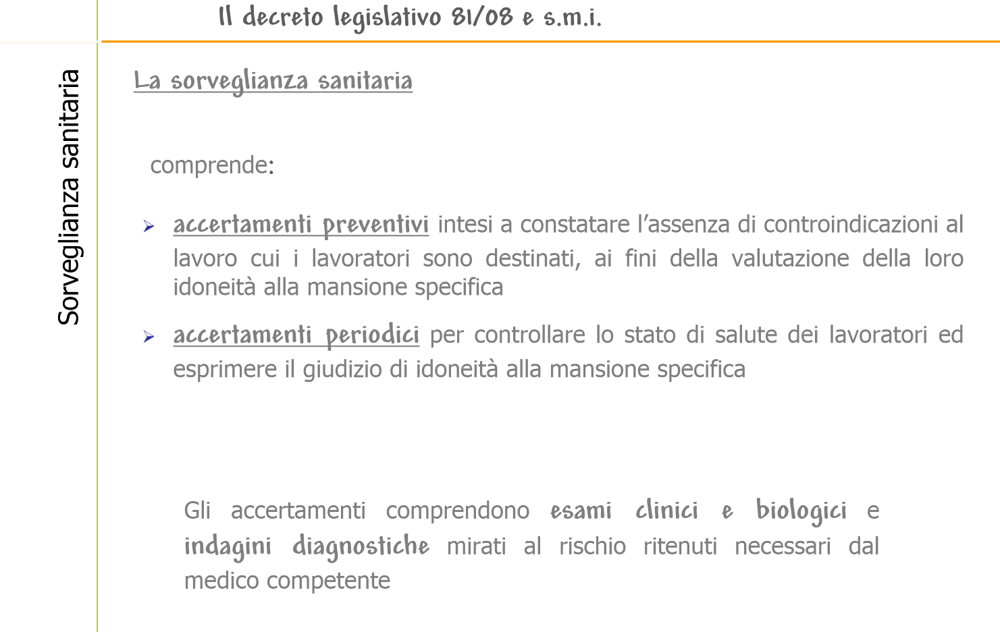 Il decreto legislativo 81/08 e s.m.i.
Sorveglianza sanitaria
La sorveglianza sanitaria
comprende:
accertamenti preventivi intesi a constatare l’assenza di controindicazioni al
lavoro cui i lavoratori sono destinati, ai fini della valutazione della loro
idoneità alla mansione specifica
accertamenti periodici per controllare lo stato di salute dei lavoratori ed
esprimere il giudizio di idoneità alla mansione specifica
Gli accertamenti comprendono esami clinici e biologici e
indagini diagnostiche mirati al rischio ritenuti necessari dal
medico competente